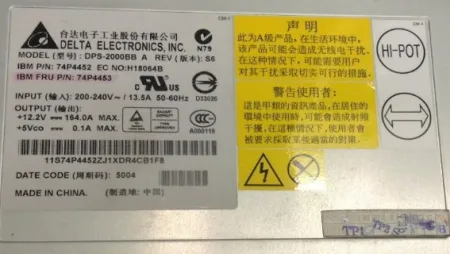 台达电子工业股份有限公司
DELTA ELECTRONICS, INC.
MODEL(型号): DPS-2000BB A REV(版本): S6
IBM P/N: 74P4452 EC NO:H18064B
IBM FRU P/N: 74P4453
INPUT(输入): 200-240V~/ 13.5A 50-60Hz
OUTPUT(输出):
+12.2V 164.0A MAX.
+5Vco 0.1A MAX.
N79
D33026
A000119
11S74P4452ZJ1XDR4CB1F8
DATE CODE (周期码): 5004
MADE IN CHINA. (制造地: 中国)
声明
此为A级产品，在生活环境中，
该产品可能会造成无线电干扰。
在这种情况下，可能需要用户
对其干扰采取切实可行的措施。
警告使用者:
這是甲類的資訊產品，在居住的
環境中使用時，可能會造成射頻
干擾，在這種情況下，使用者會
被要求採取某些適當的對策。
HI-POT
TP1